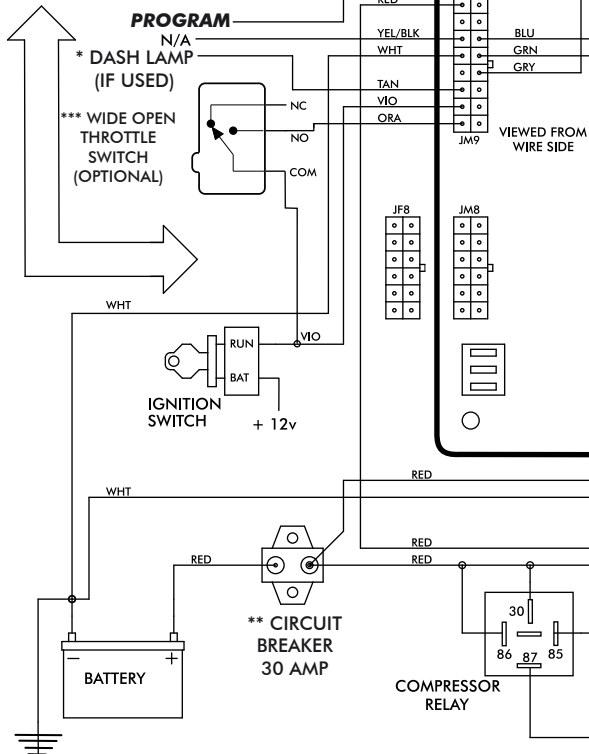 RED
PROGRAM
N/A
YEL/BLK
BLU
* DASH LAMP
(IF USED)
WHT
GRN
GRY
TAN
NC
VIO
*** WIDE OPEN
THROTTLE
SWITCH
(OPTIONAL)
NO
ORA
JM9
VIEWED FROM
WIRE SIDE
COM
JF8
JM8
WHT
RUN
VIO
BAT
IGNITION
SWITCH
+ 12v
RED
WHT
RED
RED
RED
** CIRCUIT
BREAKER
30 AMP
30
86
87
85
− +
BATTERY
COMPRESSOR
RELAY